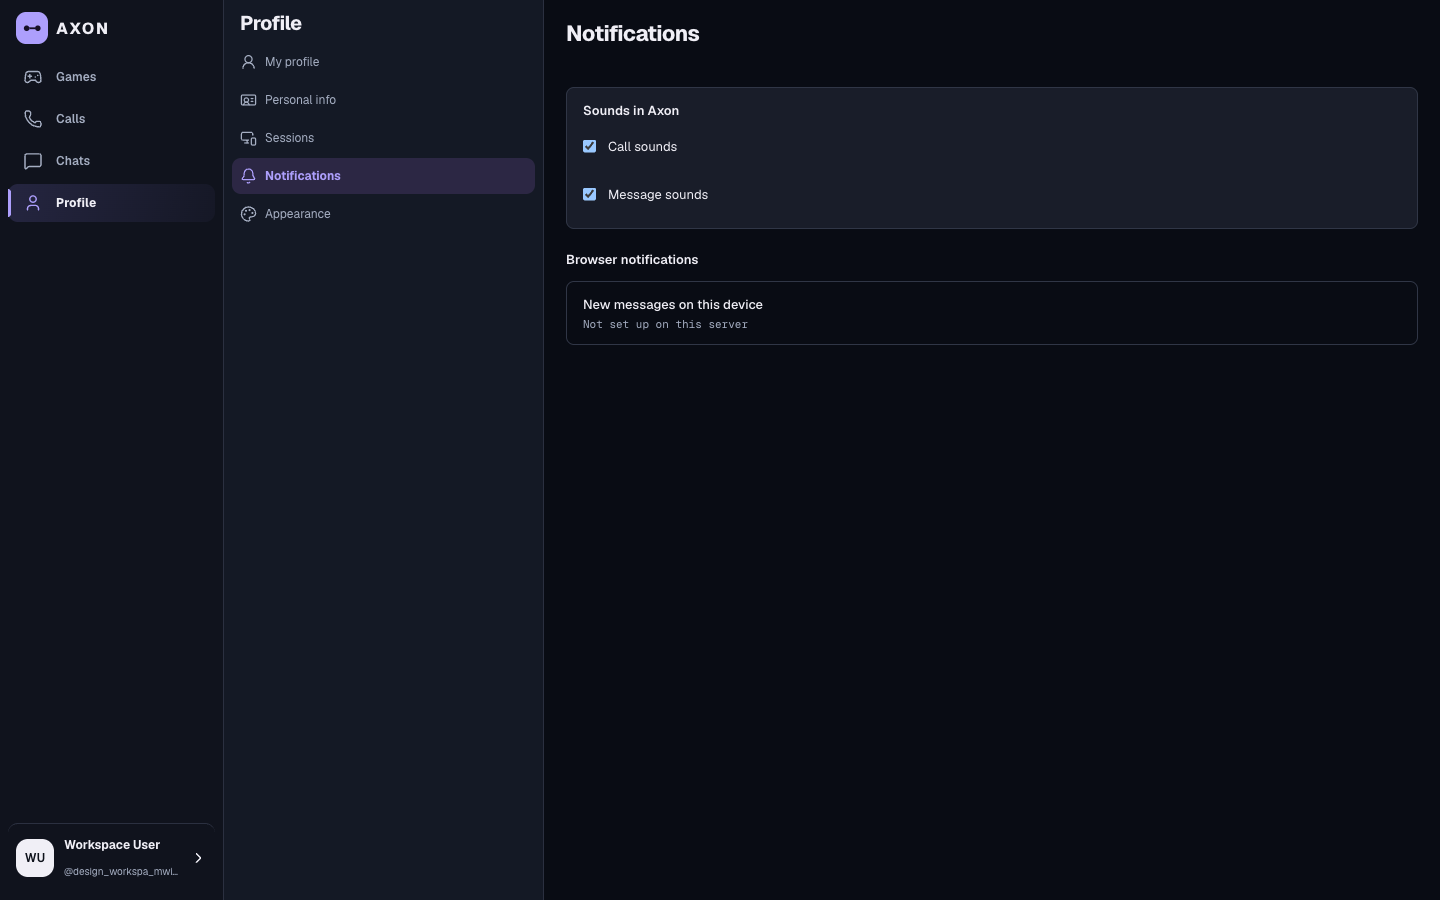 AXON
Games
Calls
Chats
Profile
WU
Workspace User
@design_workspa_mwi...
Profile
My profile
Personal info
Sessions
Notifications
Appearance
Notifications
Sounds in Axon
Call sounds
Message sounds
Browser notifications
New messages on this device
Not set up on this server